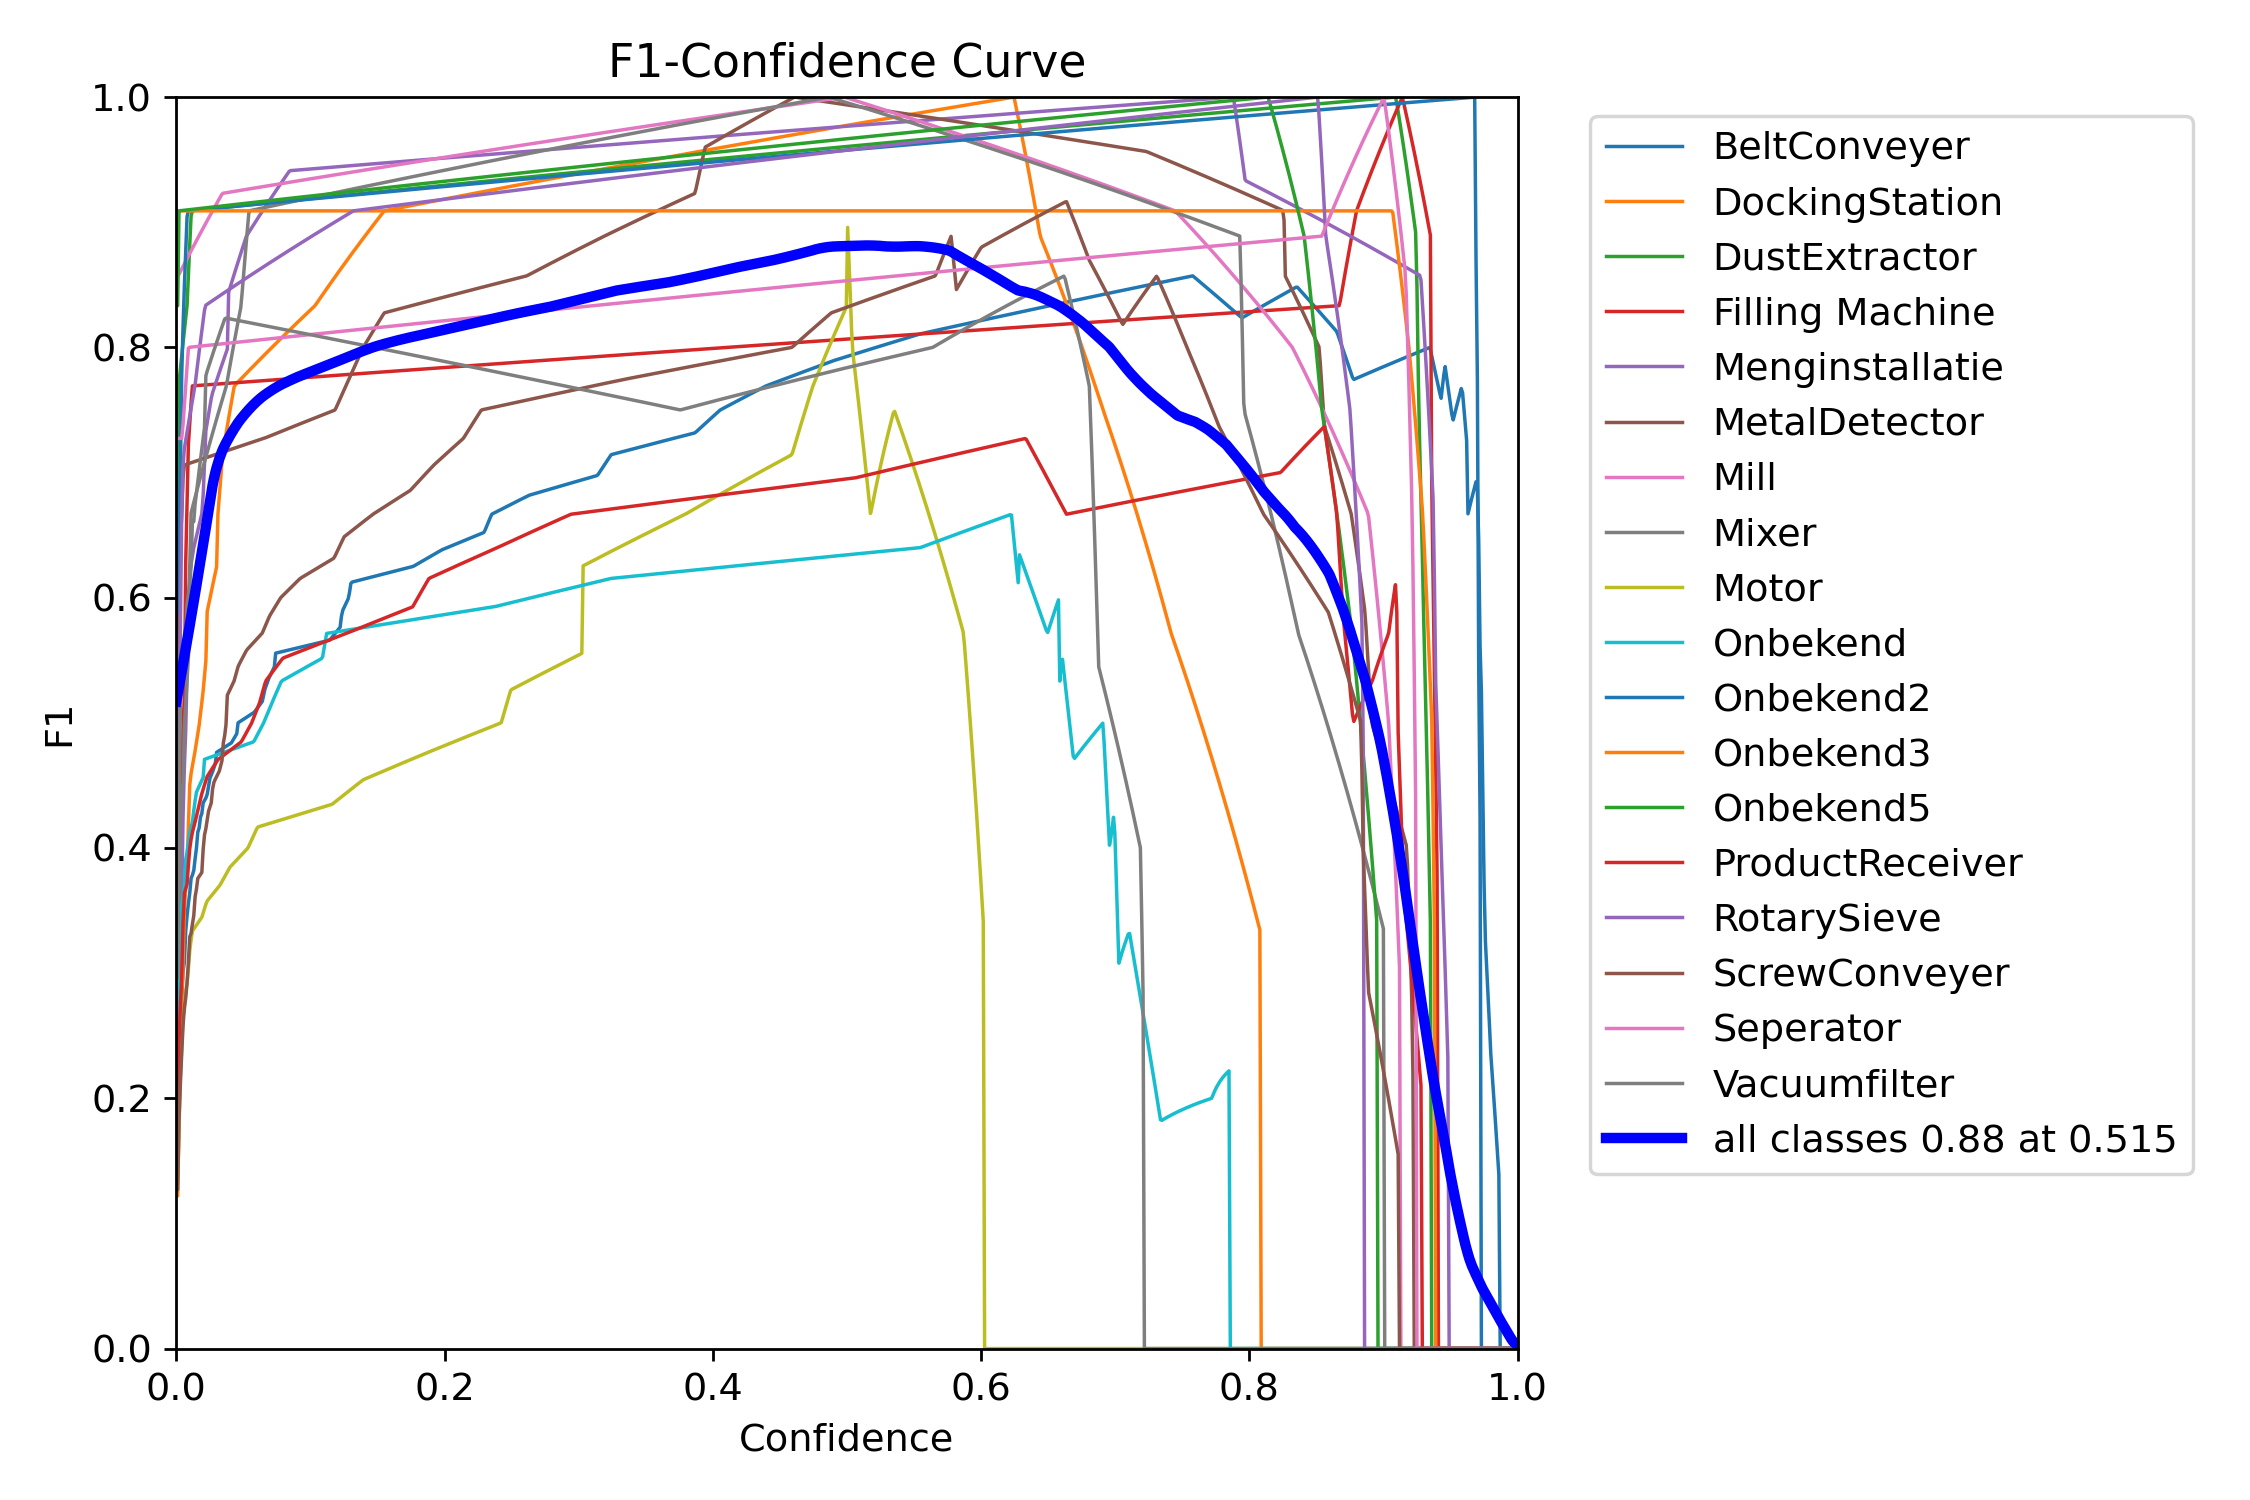 F1-Confidence Curve
1.0
0.8
0.6
0.4
0.2
0.0
F1
0.0 0.2 0.4 0.6 0.8 1.0
Confidence
BeltConveyer
DockingStation
DustExtractor
Filling Machine
Menginstallatie
MetalDetector
Mill
Mixer
Motor
Onbekend
Onbekend2
Onbekend3
Onbekend5
ProductReceiver
RotarySieve
ScrewConveyer
Seperator
Vacuumfilter
all classes 0.88 at 0.515